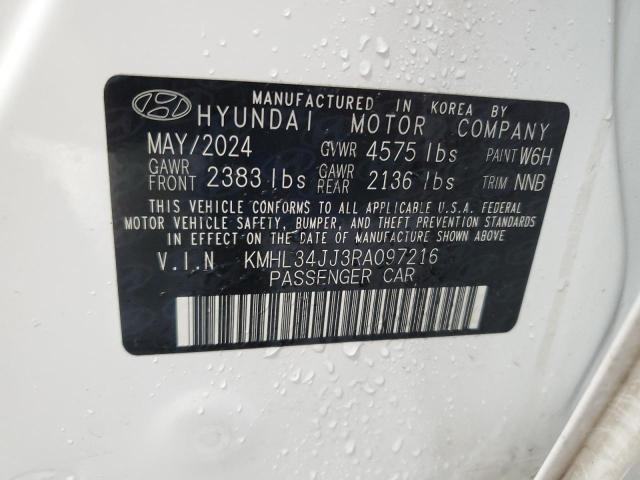 MANUFACTURED IN KOREA BY
HYUNDAI MOTOR COMPANY
MAY/2024 GVWR 4575 lbs PAINT W6H
GAWR FRONT 2383 lbs GAWR REAR 2136 lbs TRIM NNB
THIS VEHICLE CONFORMS TO ALL APPLICABLE U.S.A. FEDERAL
MOTOR VEHICLE SAFETY, BUMPER, AND THEFT PREVENTION STANDARDS
IN EFFECT ON THE DATE OF MANUFACTURE SHOWN ABOVE
V.I.N KMHL34JJ3RA097216
PASSENGER CAR